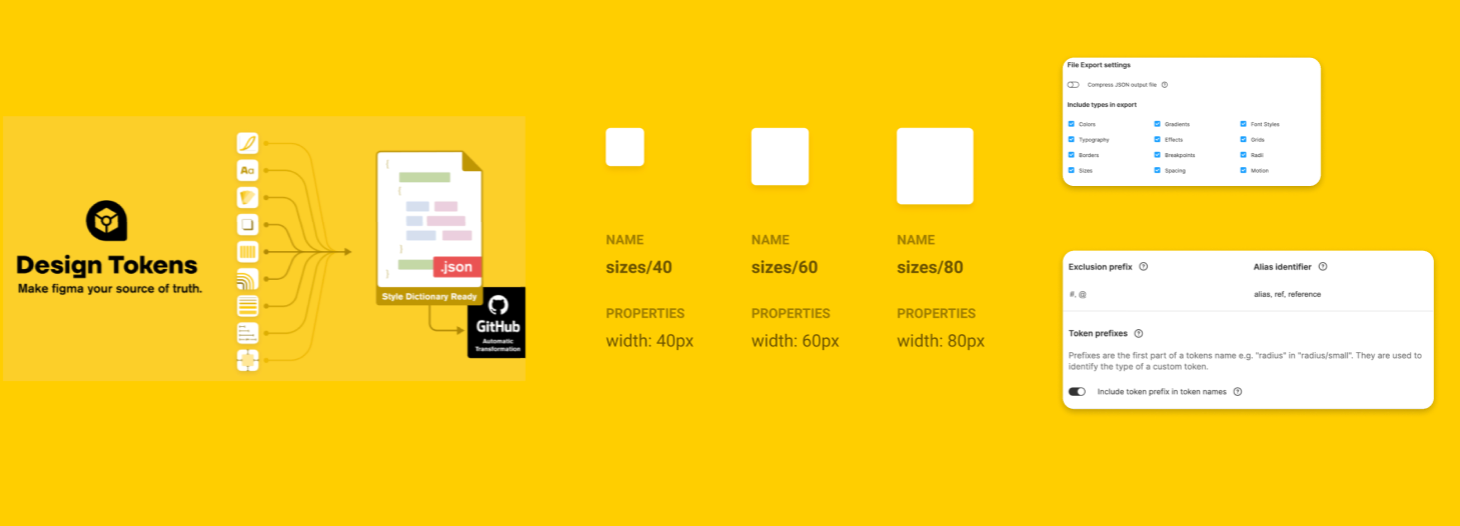 Design Tokens
Make figma your source of truth.
Aa
{
{
}
{
}
.json
Style Dictionary Ready
GitHub
Automatic
Transformation
NAME
sizes/40
PROPERTIES
width: 40px
NAME
sizes/60
PROPERTIES
width: 60px
NAME
sizes/80
PROPERTIES
width: 80px
File Export settings
Compress JSON output file ?
Include types in export
Colors Gradients Font Styles
Typography Effects Grids
Borders Breakpoints Radii
Sizes Spacing Motion
Exclusion prefix ? Alias identifier ?
#, @ alias, ref, reference
Token prefixes ?
Prefixes are the first part of a tokens name e.g. "radius" in "radius/small". They are used to
identify the type of a custom token.
Include token prefix in token names ?